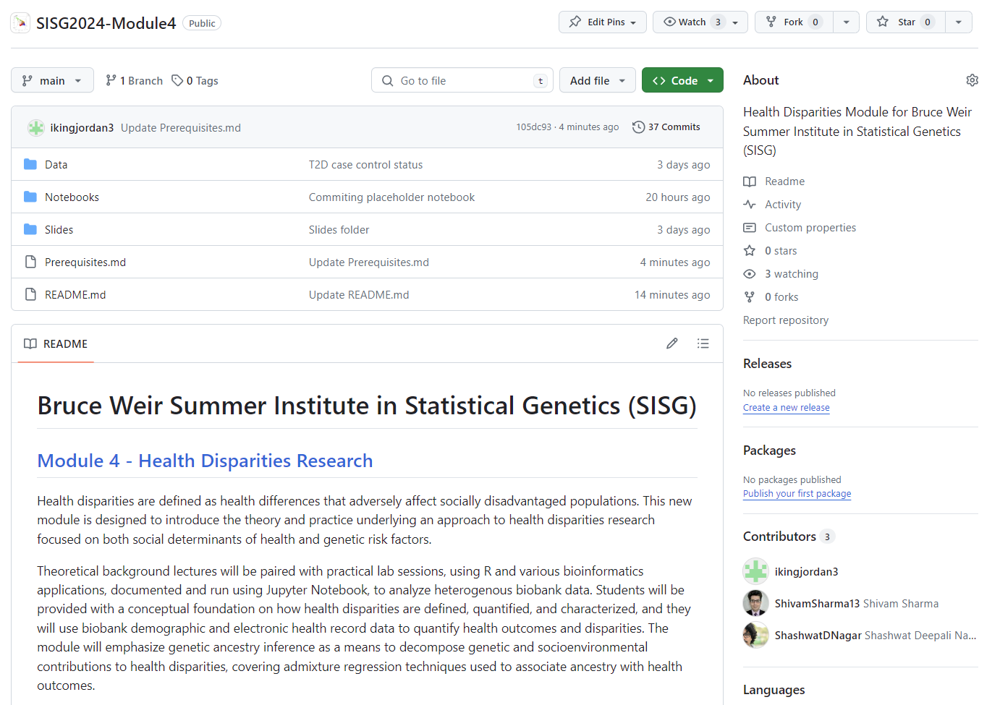 SISG2024-Module4 Public
Edit Pins Watch 3 Fork 0 Star 0
main 1 Branch 0 Tags Go to file t Add file Code
ikingjordan3 Update Prerequisites.md 105dc93 · 4 minutes ago 37 Commits
Data T2D case control status 3 days ago
Notebooks Commiting placeholder notebook 20 hours ago
Slides Slides folder 3 days ago
Prerequisites.md Update Prerequisites.md 4 minutes ago
README.md Update README.md 14 minutes ago
README
Bruce Weir Summer Institute in Statistical Genetics (SISG)
Module 4 - Health Disparities Research
Health disparities are defined as health differences that adversely affect socially disadvantaged populations. This new
module is designed to introduce the theory and practice underlying an approach to health disparities research
focused on both social determinants of health and genetic risk factors.
Theoretical background lectures will be paired with practical lab sessions, using R and various bioinformatics
applications, documented and run using Jupyter Notebook, to analyze heterogenous biobank data. Students will be
provided with a conceptual foundation on how health disparities are defined, quantified, and characterized, and they
will use biobank demographic and electronic health record data to quantify health outcomes and disparities. The
module will emphasize genetic ancestry inference as a means to decompose genetic and socioenvironmental
contributions to health disparities, covering admixture regression techniques used to associate ancestry with health
outcomes.
About
Health Disparities Module for Bruce Weir
Summer Institute in Statistical Genetics
(SISG)
Readme
Activity
Custom properties
0 stars
3 watching
0 forks
Report repository
Releases
No releases published
Create a new release
Packages
No packages published
Publish your first package
Contributors 3
ikingjordan3
ShivamSharma13 Shivam Sharma
ShashwatDNagar Shashwat Deepali Na...
Languages